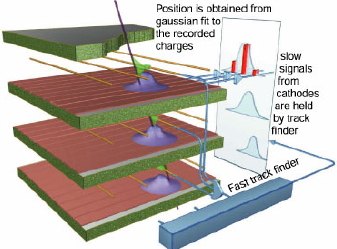 Position is obtained from
gaussian fit to
the recorded
charges
slow
signals
from
cathodes
are held
by track
finder
Fast track finder